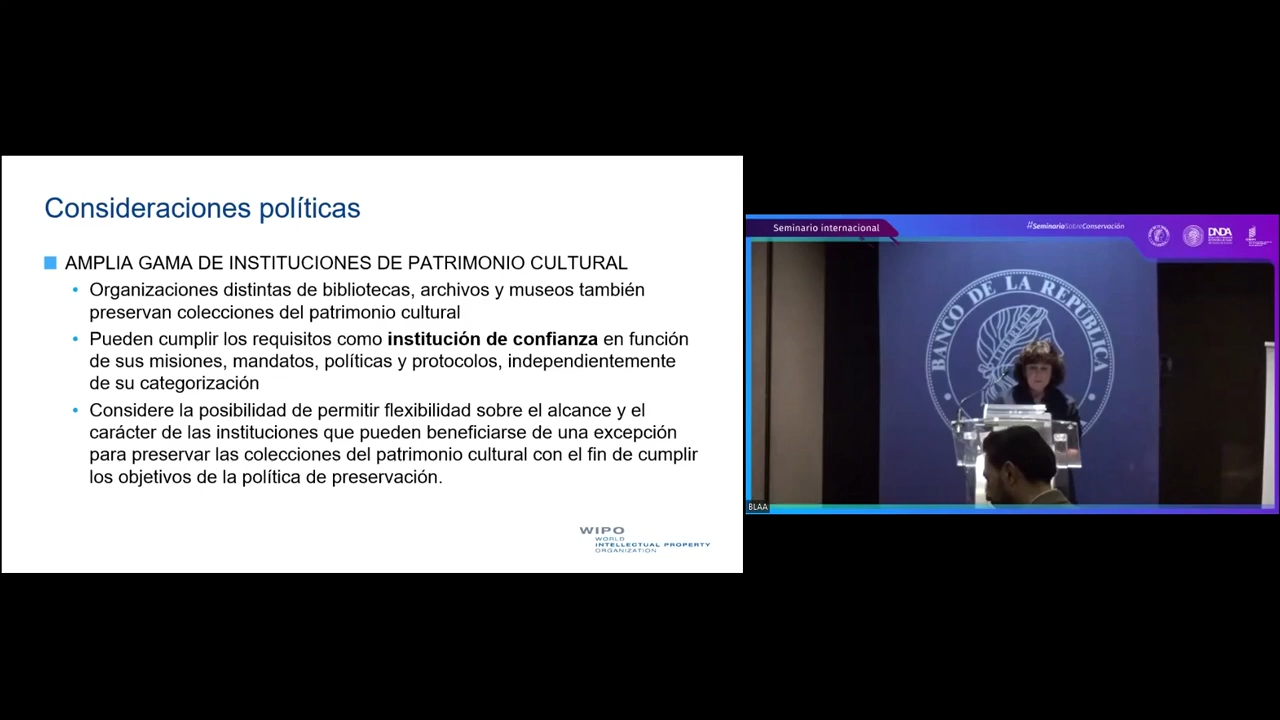 Consideraciones políticas
AMPLIA GAMA DE INSTITUCIONES DE PATRIMONIO CULTURAL
• Organizaciones distintas de bibliotecas, archivos y museos también
preservan colecciones del patrimonio cultural
• Pueden cumplir los requisitos como institución de confianza en función
de sus misiones, mandatos, políticas y protocolos, independientemente
de su categorización
• Considere la posibilidad de permitir flexibilidad sobre el alcance y el
carácter de las instituciones que pueden beneficiarse de una excepción
para preservar las colecciones del patrimonio cultural con el fin de cumplir
los objetivos de la política de preservación.
WIPO
WORLD
INTELLECTUAL PROPERTY
ORGANIZATION
Seminario internacional
#SeminarioSobreConservación
DNDA
BANCO DE LA REPUBLICA
BLAA